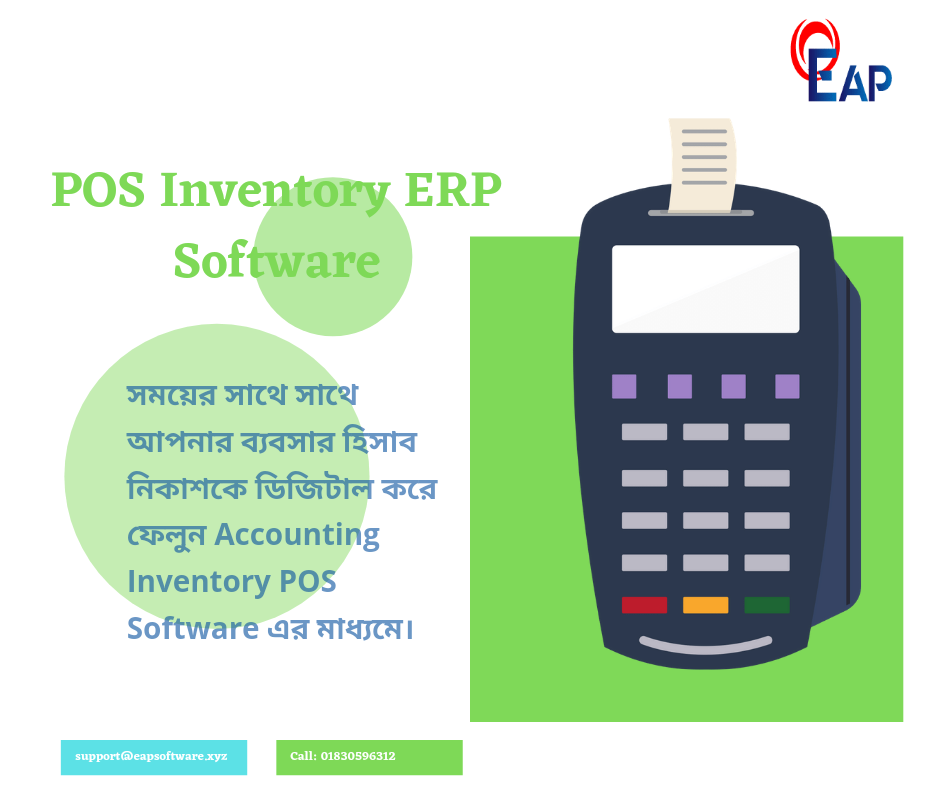 EAP
POS Inventory ERP
Software
সময়ের সাথে সাথে
আপনার ব্যবসার হিসাব
নিকাশকে ডিজিটাল করে
ফেলুন Accounting
Inventory POS
Software এর মাধ্যমে।
support@eapsoftware.xyz
Call: 01830596312